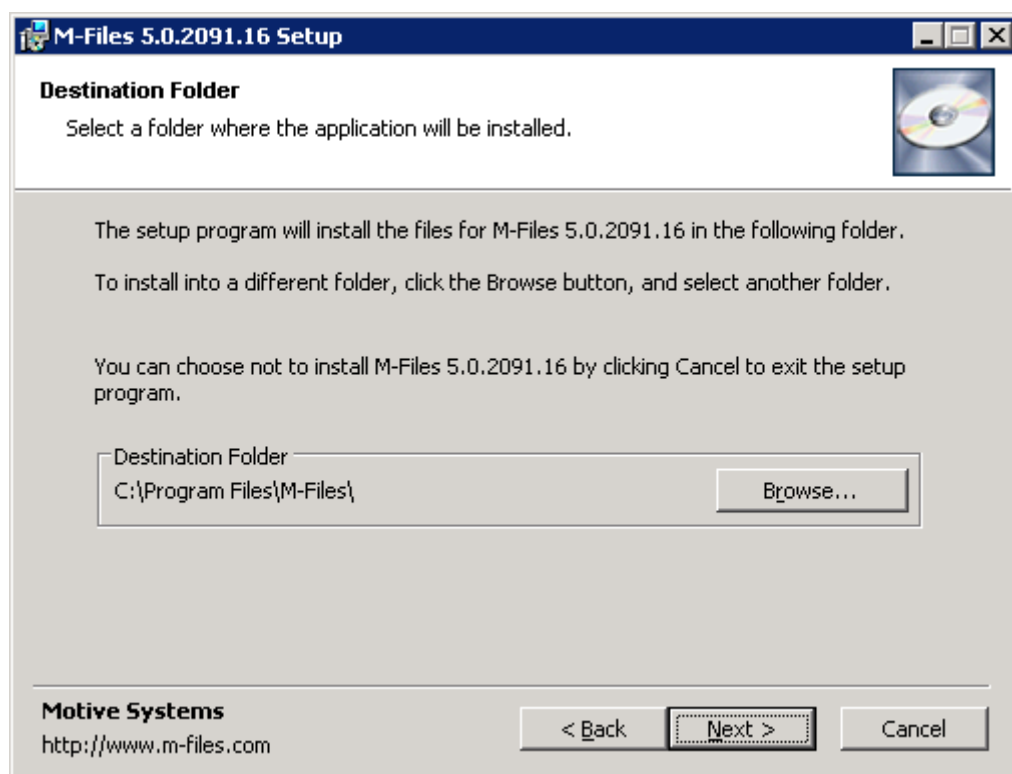 M-Files 5.0.2091.16 Setup
Destination Folder
Select a folder where the application will be installed.
The setup program will install the files for M-Files 5.0.2091.16 in the following folder.
To install into a different folder, click the Browse button, and select another folder.
You can choose not to install M-Files 5.0.2091.16 by clicking Cancel to exit the setup
program.
Destination Folder
C:\Program Files\M-Files\
Browse...
Motive Systems
http://www.m-files.com
< Back
Next >
Cancel